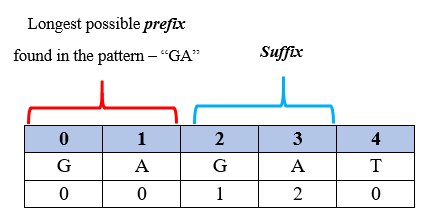 Longest possible prefix
found in the pattern – “GA”
Suffix
0 1 2 3 4
G A G A T
0 0 1 2 0